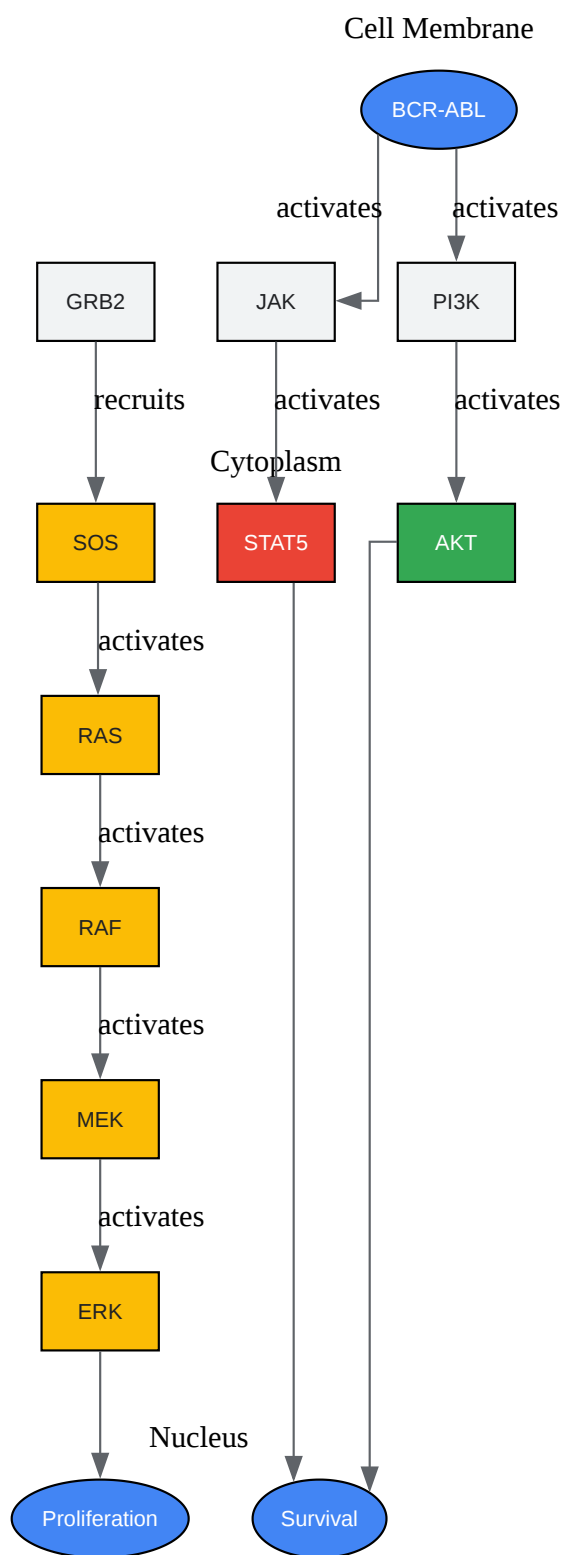 Cell Membrane
BCR-ABL
activates
activates
GRB2
JAK
PI3K
recruits
activates
activates
Cytoplasm
SOS
STAT5
AKT
activates
RAS
activates
RAF
activates
MEK
activates
ERK
Nucleus
Proliferation
Survival